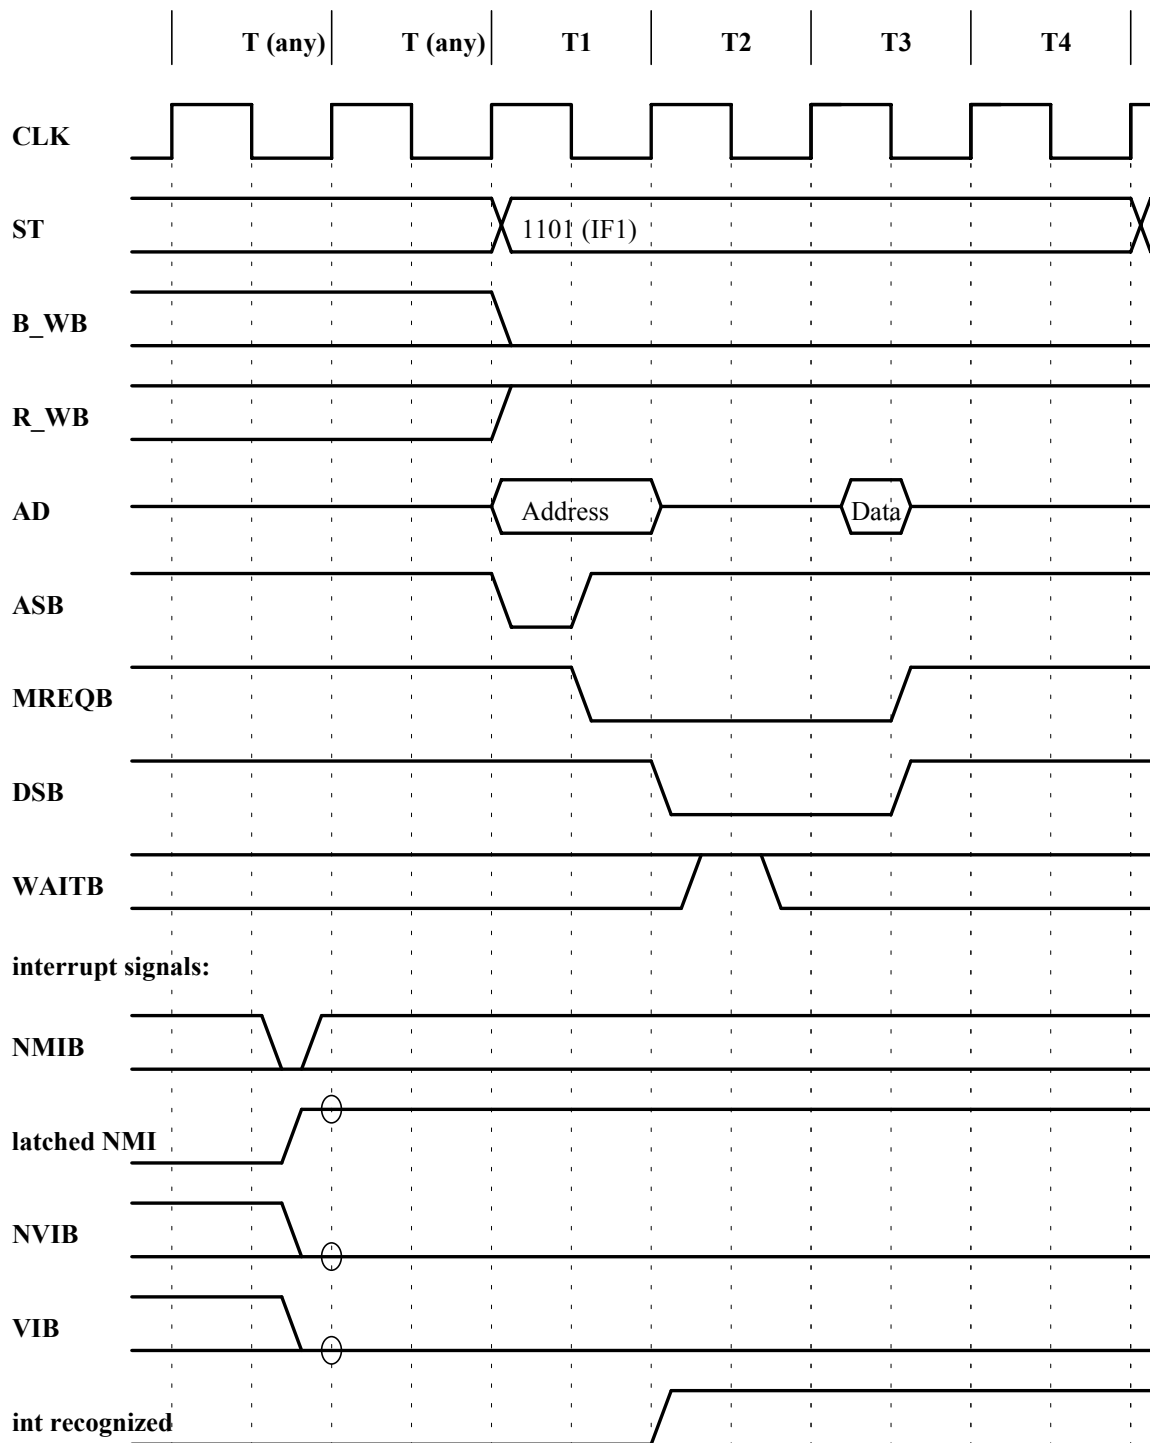 T (any) T (any) T1 T2 T3 T4
CLK
ST 1101 (IF1)
B_WB
R_WB
AD Address Data
ASB
MREQB
DSB
WAITB
interrupt signals:
NMIB
latched NMI
NVIB
VIB
int recognized